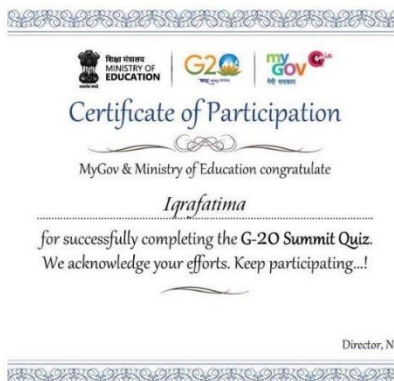 शिक्षा मंत्रालय
MINISTRY OF
EDUCATION
G20
my
GOV
मेरी सरकार
Certificate of Participation
MyGov & Ministry of Education congratulate
Iqrafatima
for successfully completing the G-20 Summit Quiz.
We acknowledge your efforts. Keep participating...!
Director, N